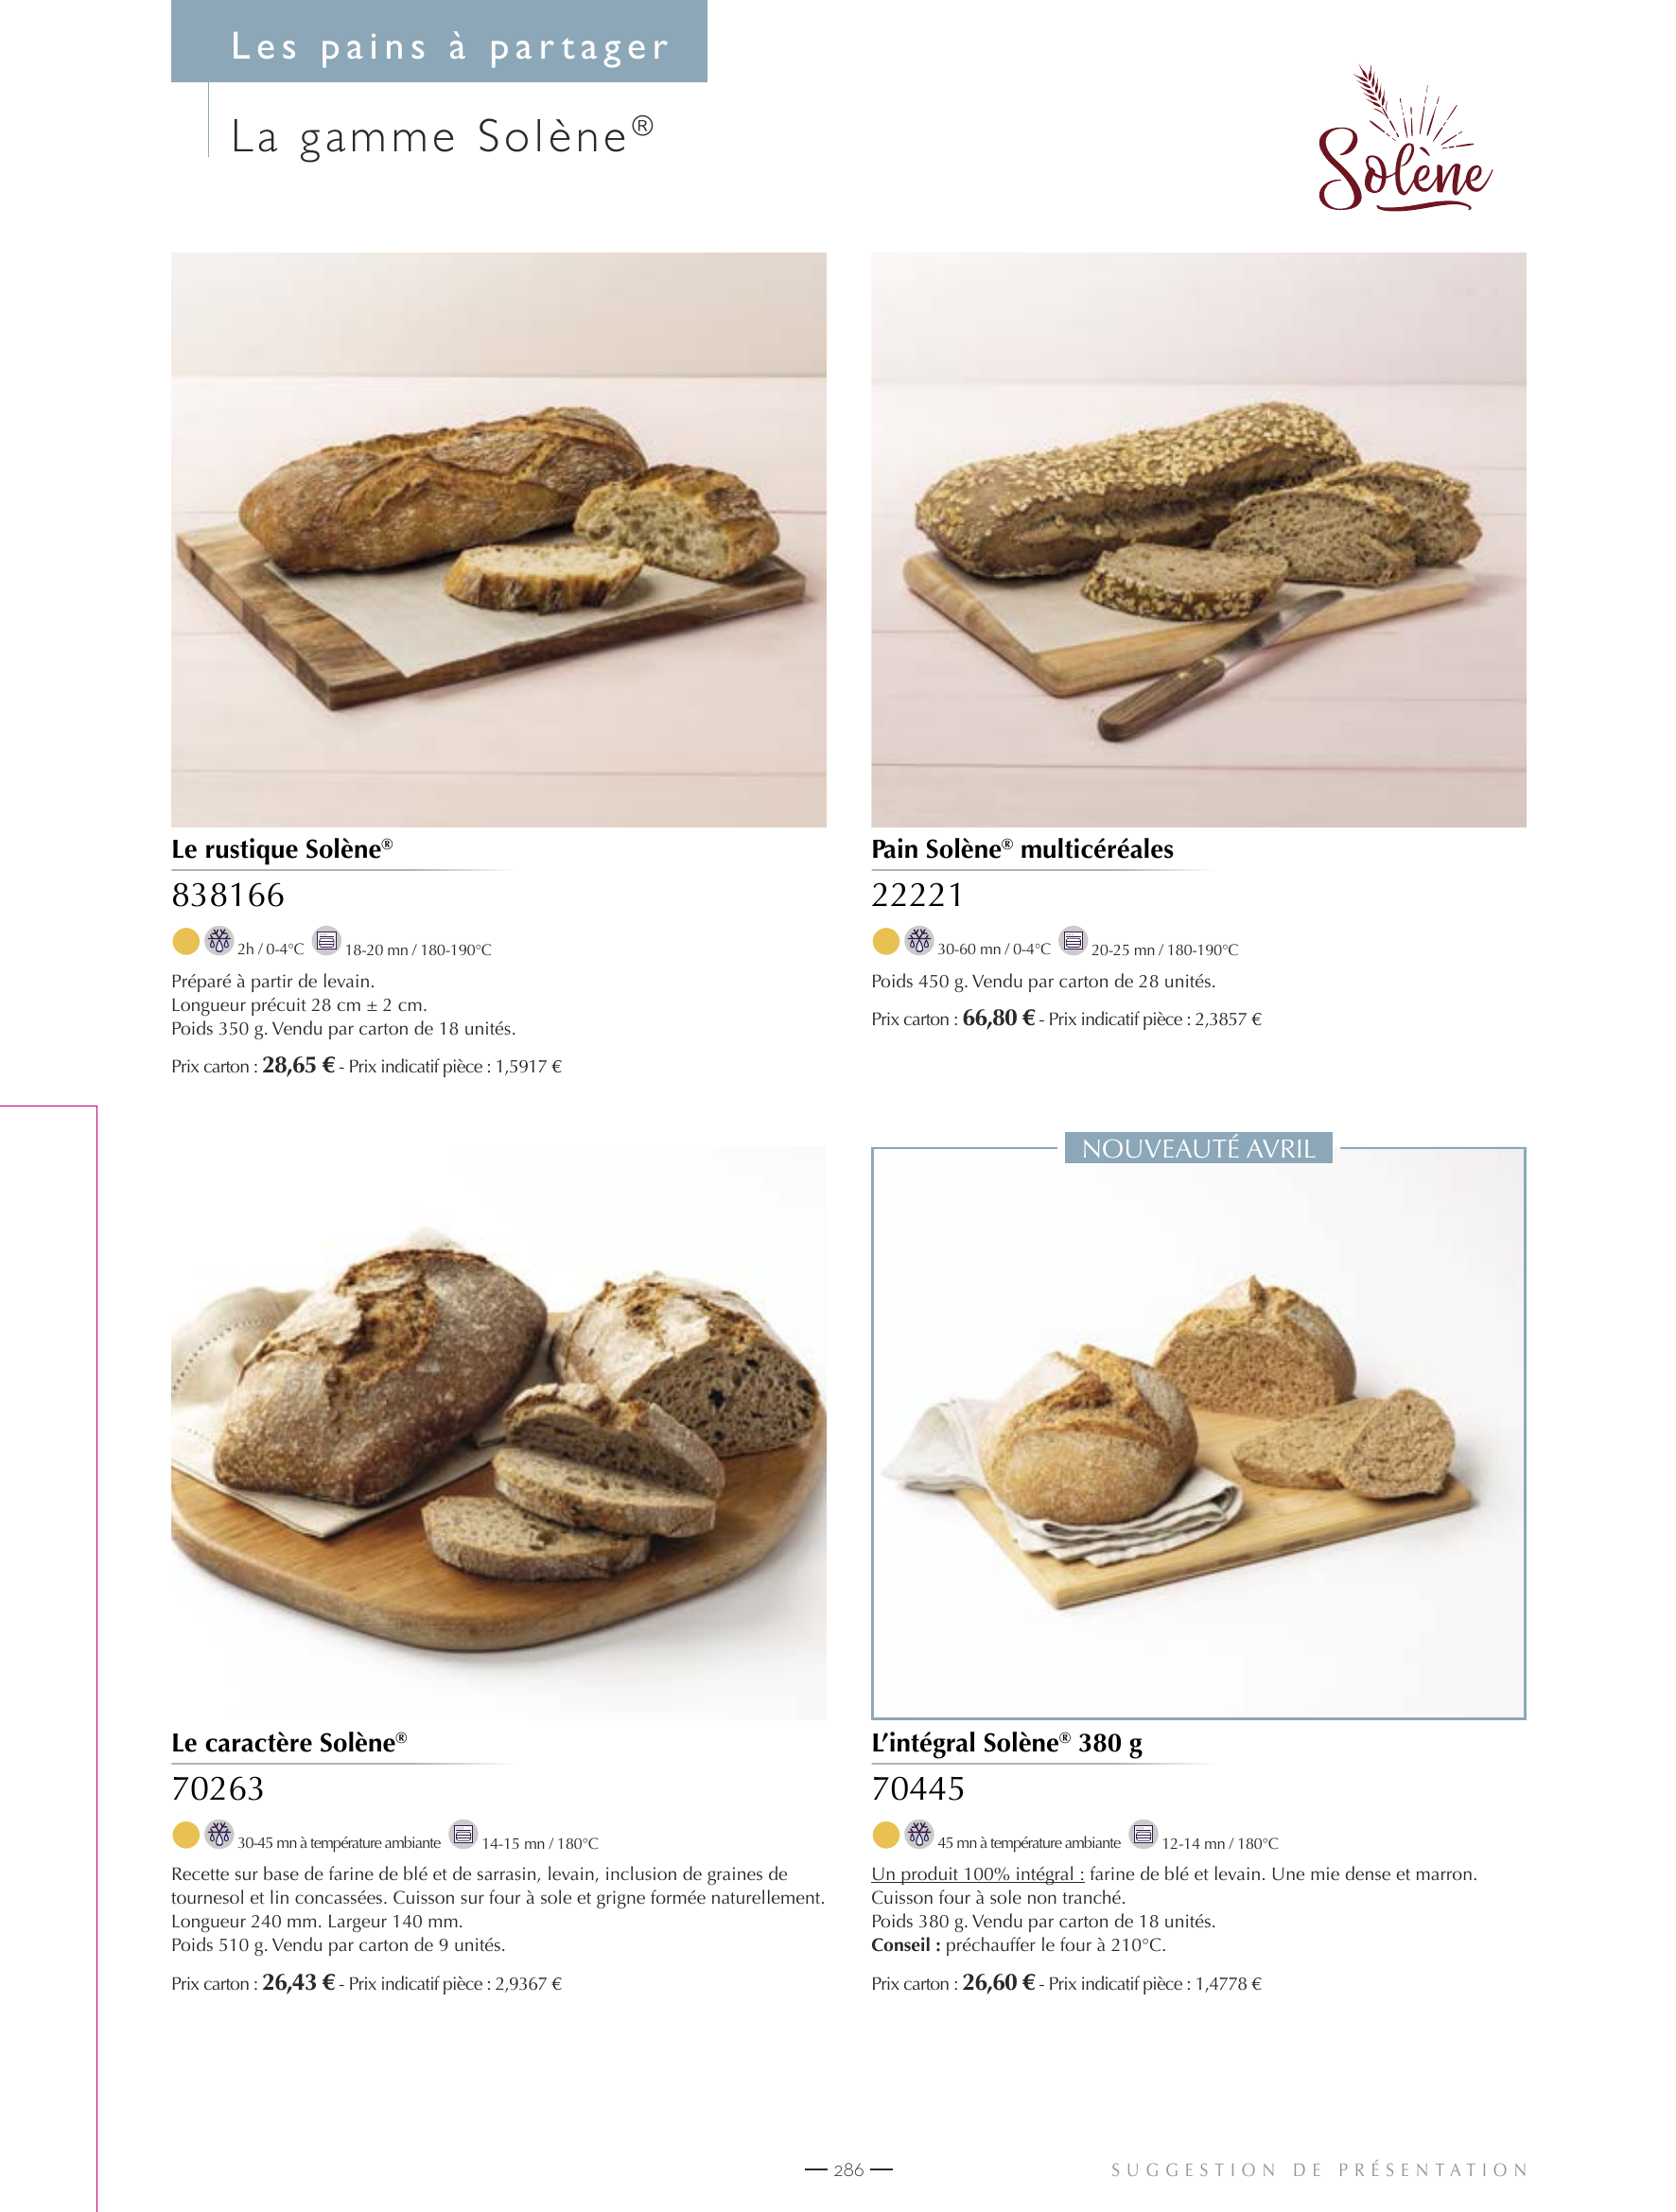 Les pains à partager
La gamme Solène®
Solène
Le rustique Solène®
838166
2h / 0-4°C 18-20 mn / 180-190°C
Préparé à partir de levain.
Longueur précuit 28 cm ± 2 cm.
Poids 350 g. Vendu par carton de 18 unités.
Prix carton : 28,65 € - Prix indicatif pièce : 1,5917 €
Pain Solène® multicéréales
22221
30-60 mn / 0-4°C 20-25 mn / 180-190°C
Poids 450 g. Vendu par carton de 28 unités.
Prix carton : 66,80 € - Prix indicatif pièce : 2,3857 €
Le caractère Solène®
70263
30-45 mn à température ambiante 14-15 mn / 180°C
Recette sur base de farine de blé et de sarrasin, levain, inclusion de graines de
tournesol et lin concassées. Cuisson sur four à sole et grigne formée naturellement.
Longueur 240 mm. Largeur 140 mm.
Poids 510 g. Vendu par carton de 9 unités.
Prix carton : 26,43 € - Prix indicatif pièce : 2,9367 €
NOUVEAUTÉ AVRIL
L'intégral Solène® 380 g
70445
45 mn à température ambiante 12-14 mn / 180°C
Un produit 100% intégral : farine de blé et levain. Une mie dense et marron.
Cuisson four à sole non tranché.
Poids 380 g. Vendu par carton de 18 unités.
Conseil : préchauffer le four à 210°C.
Prix carton : 26,60 € - Prix indicatif pièce : 1,4778 €
286
SUGGESTION DE PRÉSENTATION